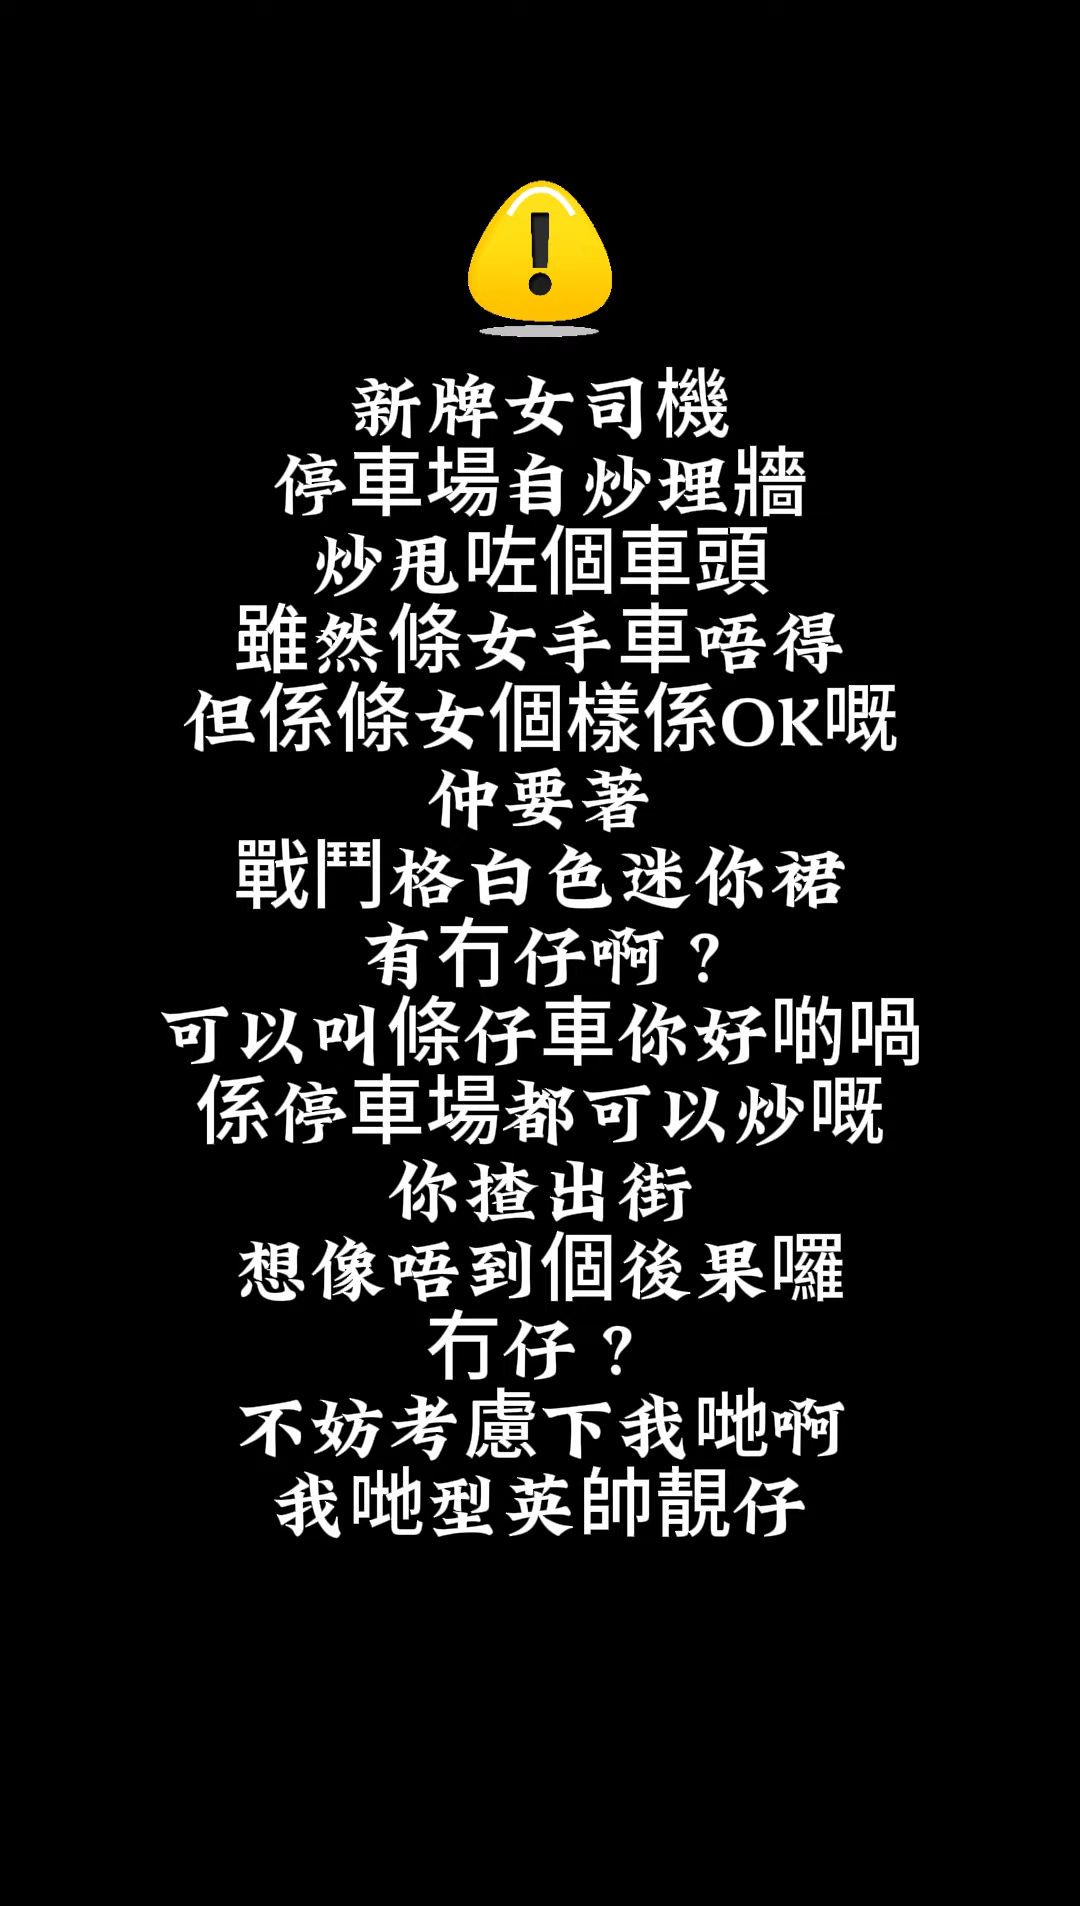 新牌女司機
停車場自炒埋牆
炒甩咗個車頭
雖然條女手車唔得
但係條女個樣係OK嘅
仲要著
戰鬥格白色迷你裙
有冇仔啊？
可以叫條仔車你好啲喎
係停車場都可以炒嘅
你揸出街
想像唔到個後果囉
冇仔？
不妨考慮下我哋啊
我哋型英帥靚仔